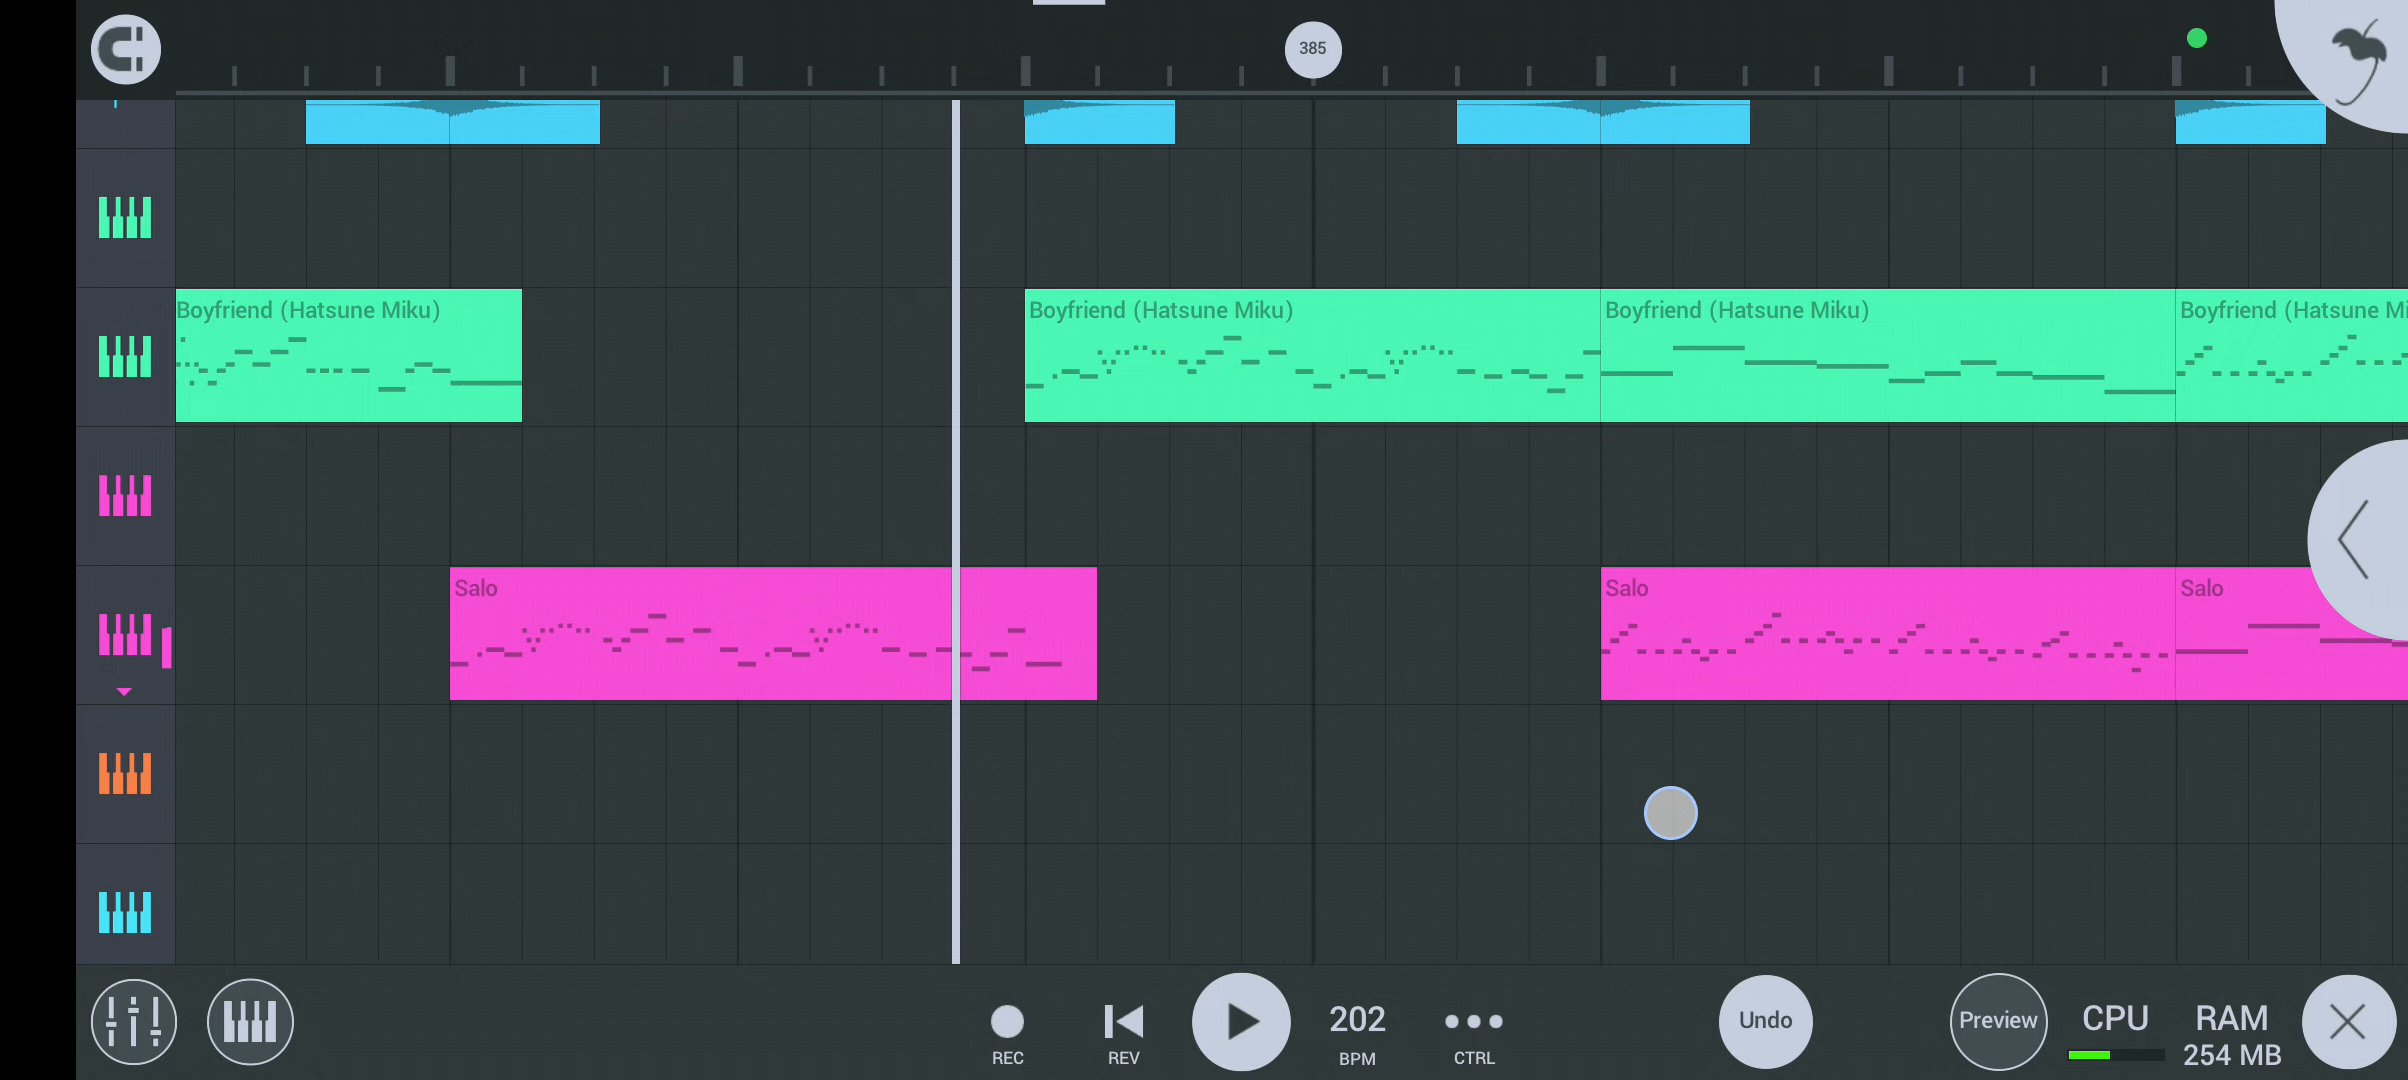 385
Boyfriend (Hatsune Miku)
Boyfriend (Hatsune Miku)
Boyfriend (Hatsune Miku)
Boyfriend (Hatsune Mi
Salo
Salo
Salo
REC
REV
202
BPM
CTRL
Undo
Preview
CPU
RAM
254 MB